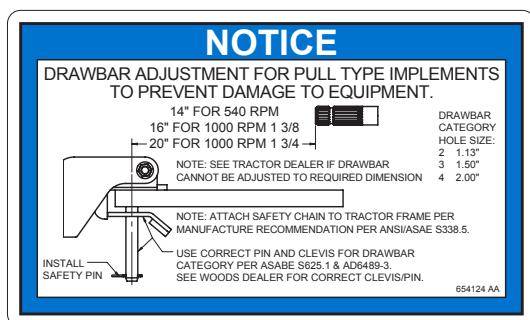 NOTICE
DRAWBAR ADJUSTMENT FOR PULL TYPE IMPLEMENTS
TO PREVENT DAMAGE TO EQUIPMENT.
14" FOR 540 RPM
16" FOR 1000 RPM 1 3/8
20" FOR 1000 RPM 1 3/4
DRAWBAR
CATEGORY
HOLE SIZE:
2 1.13"
3 1.50"
4 2.00"
NOTE: SEE TRACTOR DEALER IF DRAWBAR
CANNOT BE ADJUSTED TO REQUIRED DIMENSION
NOTE: ATTACH SAFETY CHAIN TO TRACTOR FRAME PER
MANUFACTURE RECOMMENDATION PER ANSI/ASAE S338.5.
USE CORRECT PIN AND CLEVIS FOR DRAWBAR
CATEGORY PER ASABE S625.1 & AD6489-3.
SEE WOODS DEALER FOR CORRECT CLEVIS/PIN.
INSTALL
SAFETY PIN
654124 AA